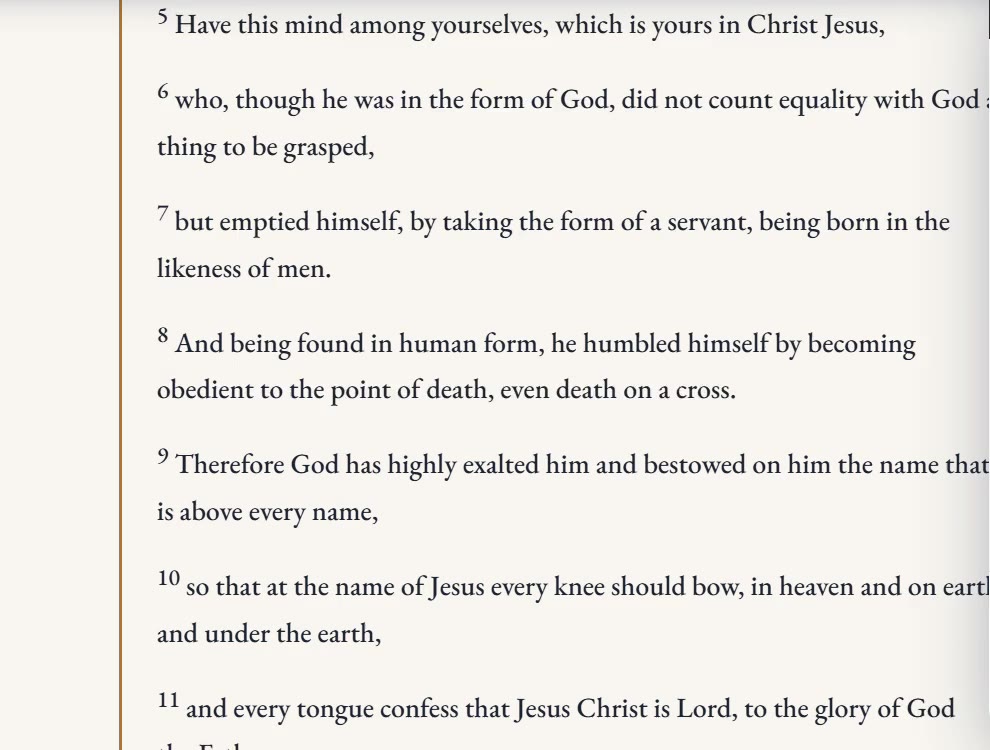 5 Have this mind among yourselves, which is yours in Christ Jesus,
6 who, though he was in the form of God, did not count equality with God
thing to be grasped,
7 but emptied himself, by taking the form of a servant, being born in the
likeness of men.
8 And being found in human form, he humbled himself by becoming
obedient to the point of death, even death on a cross.
9 Therefore God has highly exalted him and bestowed on him the name that
is above every name,
10 so that at the name of Jesus every knee should bow, in heaven and on earth
and under the earth,
11 and every tongue confess that Jesus Christ is Lord, to the glory of God